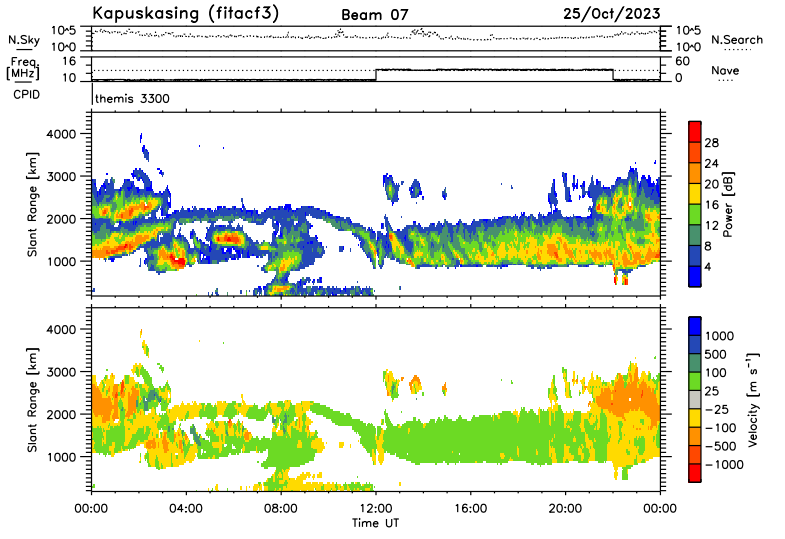 Kapuskasing (fitacf3) Beam 07 25/Oct/2023
N.Sky 10^5 10^0 10^5 10^0 N.Search
Freq. [MHz] 16 10 60 0 Nave
CPID themis 3300
Slant Range [km] 4000 3000 2000 1000
Power [dB] 28 24 20 16 12 8 4
Slant Range [km] 4000 3000 2000 1000
Velocity [m s⁻¹] 1000 500 100 25 −25 −100 −500 −1000
00:00 04:00 08:00 12:00 16:00 20:00 00:00
Time UT